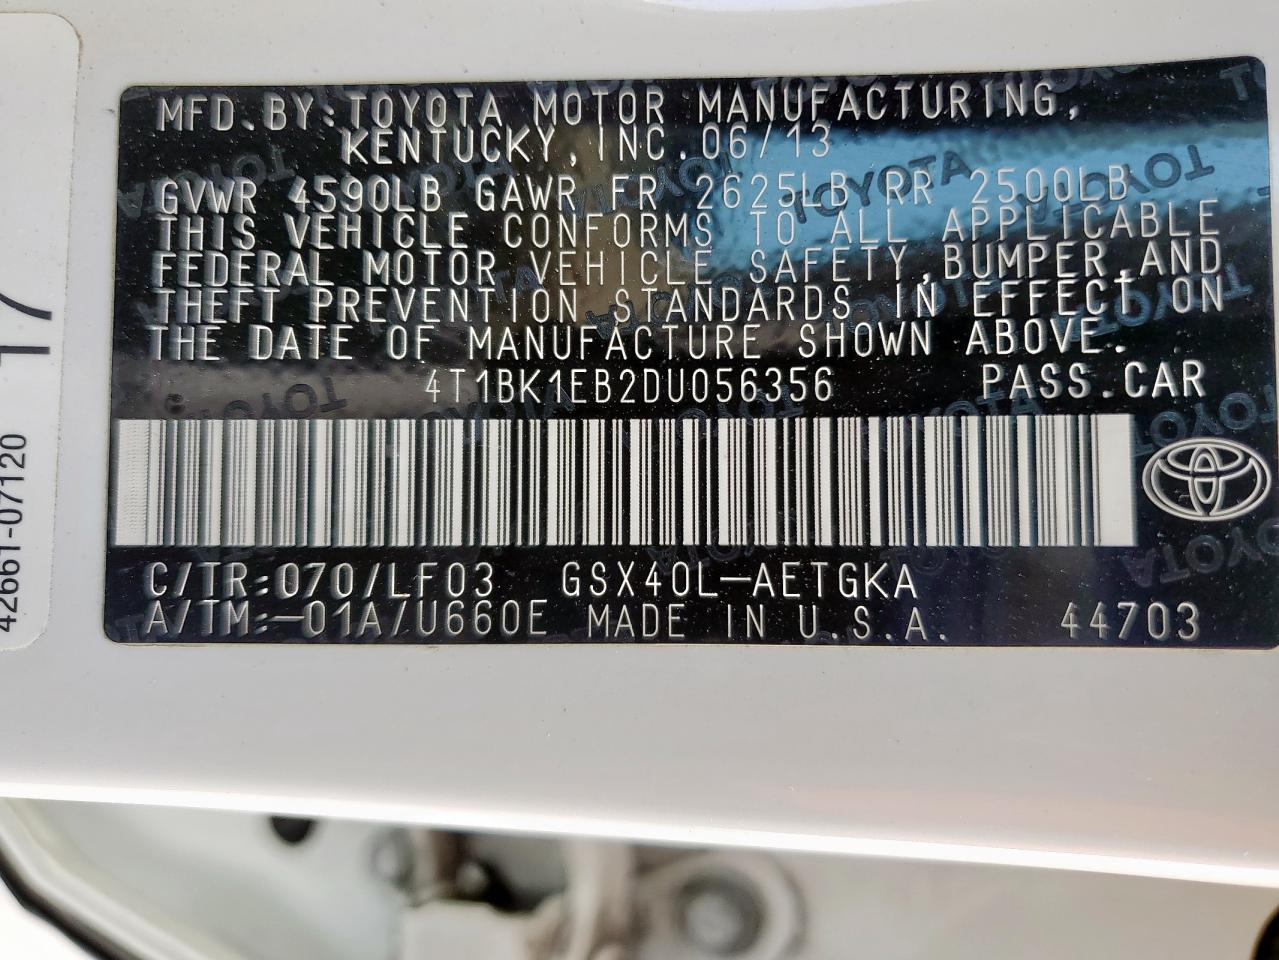 MFD.BY:TOYOTA MOTOR MANUFACTURING,
KENTUCKY,INC.06/13
GVWR 4590LB GAWR FR 2625LB RR 2500LB
THIS VEHICLE CONFORMS TO ALL APPLICABLE
FEDERAL MOTOR VEHICLE SAFETY,BUMPER,AND
THEFT PREVENTION STANDARDS IN EFFECT ON
THE DATE OF MANUFACTURE SHOWN ABOVE.
4T1BK1EB2DU056356 PASS.CAR
C/TR:070/LF03 GSX40L-AETGKA
A/TM:-01A/U660E MADE IN U.S.A. 44703
42661-07120
17